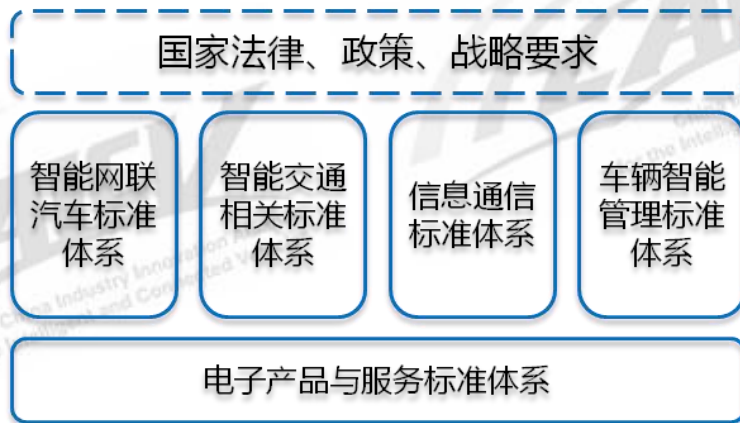 国家法律、政策、战略要求
智能网联
汽车标准
体系
智能交通
相关标准
体系
信息通信
标准体系
车辆智能
管理标准
体系
电子产品与服务标准体系